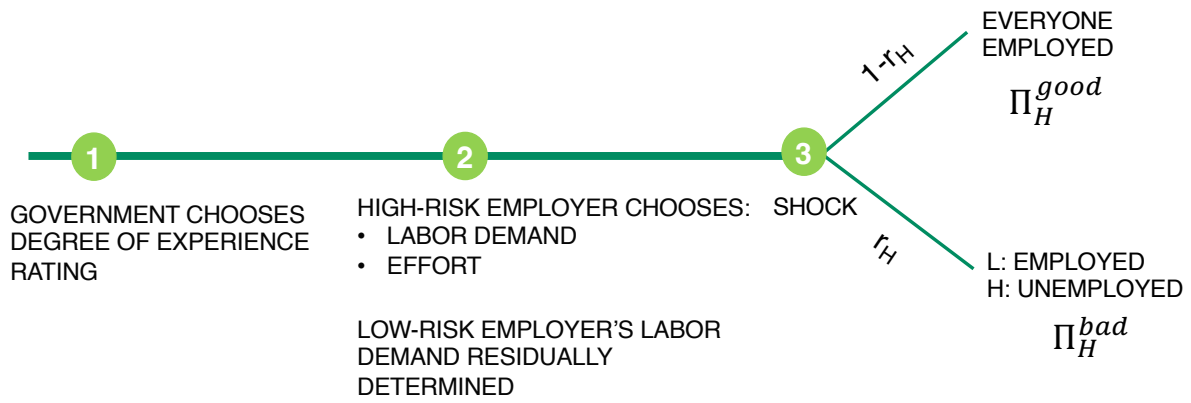 1
GOVERNMENT CHOOSES
DEGREE OF EXPERIENCE
RATING
2
HIGH-RISK EMPLOYER CHOOSES:
• LABOR DEMAND
• EFFORT
LOW-RISK EMPLOYER’S LABOR
DEMAND RESIDUALLY
DETERMINED
3
SHOCK
1-r_H
EVERYONE
EMPLOYED
Π_H^good
r_H
L: EMPLOYED
H: UNEMPLOYED
Π_H^bad